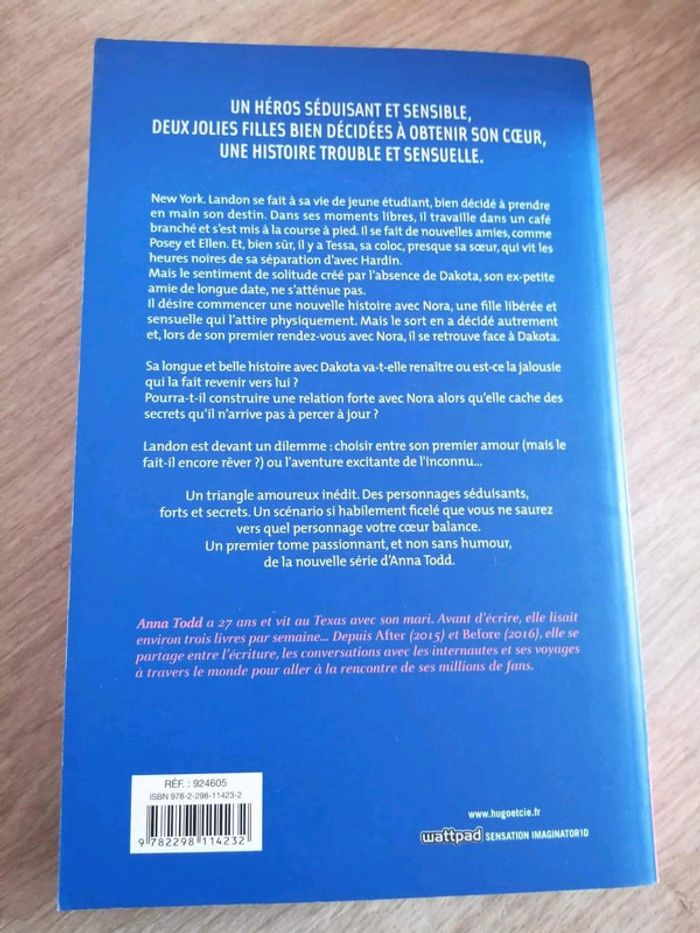 UN HÉROS SÉDUISANT ET SENSIBLE,
DEUX JOLIES FILLES BIEN DÉCIDÉES À OBTENIR SON CŒUR,
UNE HISTOIRE TROUBLE ET SENSUELLE.
New York. Landon se fait à sa vie de jeune étudiant, bien décidé à prendre
en main son destin. Dans ses moments libres, il travaille dans un café
branché et s'est mis à la course à pied. Il se fait de nouvelles amies, comme
Posey et Ellen. Et, bien sûr, il y a Tessa, sa coloc, presque sa sœur, qui vit les
heures noires de sa séparation d'avec Hardin.
Mais le sentiment de solitude créé par l'absence de Dakota, son ex-petite
amie de longue date, ne s'atténue pas.
Il désire commencer une nouvelle histoire avec Nora, une fille libérée et
sensuelle qui l'attire physiquement. Mais le sort en a décidé autrement
et, lors de son premier rendez-vous avec Nora, il se retrouve face à Dakota.
Sa longue et belle histoire avec Dakota va-t-elle renaître ou est-ce la jalousie
qui la fait revenir vers lui ?
Pourra-t-il construire une relation forte avec Nora alors qu'elle cache des
secrets qu'il n'arrive pas à percer à jour ?
Landon est devant un dilemme : choisir entre son premier amour (mais le
fait-il encore rêver ?) ou l'aventure excitante de l'inconnu...
Un triangle amoureux inédit. Des personnages séduisants,
forts et secrets. Un scénario si habilement ficelé que vous ne saurez
vers quel personnage votre cœur balance.
Un premier tome passionnant, et non sans humour,
de la nouvelle série d'Anna Todd.
Anna Todd a 27 ans et vit au Texas avec son mari. Avant d'écrire, elle lisait
environ trois livres par semaine... Depuis After (2015) et Before (2016), elle se
partage entre l'écriture, les conversations avec les internautes et ses voyages
à travers le monde pour aller à la rencontre de ses millions de fans.
RÉF. : 924605
ISBN 978-2-298-11423-2
9 782298 114232
www.hugoetcie.fr
wattpad SENSATION IMAGINATOR1D